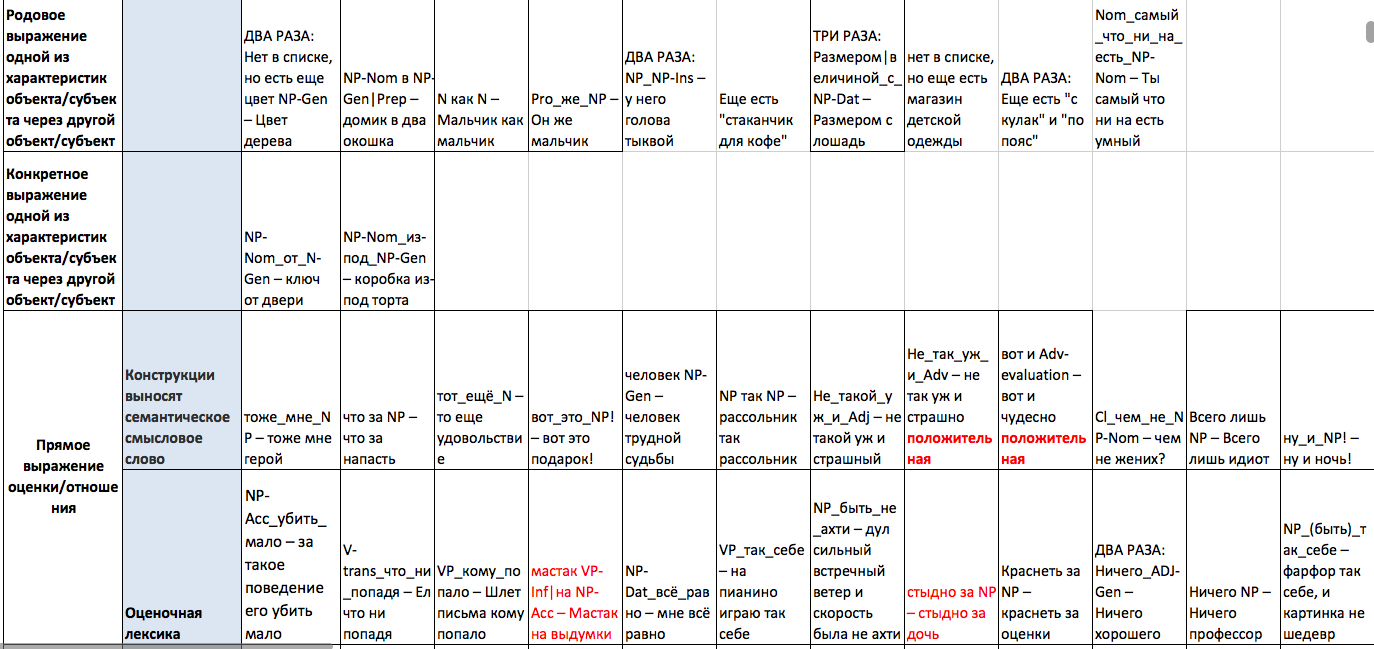 Родовое
выражение
одной из
характеристик
объекта/субъек
та через другой
объект/субъект
ДВА РАЗА:
Нет в списке,
но есть еще
цвет NP-Gen
– Цвет
дерева
NP-Nom в NP-
Gen|Prep –
домик в два
окошка
N как N –
Мальчик как
мальчик
Pro_же_NP –
Он же
мальчик
ДВА РАЗА:
NP_NP-Ins –
у него
голова
тыквой
Еще есть
"стаканчик
для кофе"
ТРИ РАЗА:
Размером|в
еличиной_с_
NP-Dat –
Размером с
лошадь
нет в списке,
но еще есть
магазин
детской
одежды
ДВА РАЗА:
Еще есть "с
кулак" и "по
пояс"
Nom_самый
_что_ни_на_
есть_NP-
Nom – Ты
самый что
ни на есть
умный
Конкретное
выражение
одной из
характеристик
объекта/субъек
та через другой
объект/субъект
NP-
Nom_от_N-
Gen – ключ
от двери
NP-Nom_из-
под_NP-Gen
– коробка из-
под торта
Прямое
выражение
оценки/отноше
ния
Конструкции
выносят
семантическое
смысловое
слово
тоже_мне_N
P – тоже мне
герой
что за NP –
что за
напасть
тот_ещё_N –
то еще
удовольстви
е
вот_это_NP!
– вот это
подарок!
человек NP-
Gen –
человек
трудной
судьбы
NP так NP –
рассольник
так
рассольник
Не_такой_у
ж_и_Adj – не
такой уж и
страшный
Не_так_уж_
и_Adv – не
так уж и
страшно
положитель
ная
вот и Adv-
evaluation –
вот и
чудесно
положитель
ная
Cl_чем_не_N
P-Nom – чем
не жених?
Всего лишь
NP – Всего
лишь идиот
ну_и_NP! –
ну и ночь!
Оценочная
лексика
NP-
Acc_убить_
мало – за
такое
поведение
его убить
мало
V-
trans_что_ни
_попадя – Ел
что ни
попадя
VP_кому_по
пало – Шлет
письма кому
попало
мастак VP-
Inf|на NP-
Acc – Мастак
на выдумки
NP-
Dat_всё_рав
но – мне всё
равно
VP_так_себе
– на
пианино
играю так
себе
NP_быть_не
_ахти – дул
сильный
встречный
ветер и
скорость
была не ахти
стыдно за NP
– стыдно за
дочь
Краснеть за
NP –
краснеть за
оценки
ДВА РАЗА:
Ничего_ADJ-
Gen –
Ничего
хорошего
Ничего NP –
Ничего
профессор
NP_(быть)_т
ак_себе –
фарфор так
себе, и
картинка не
шедевр